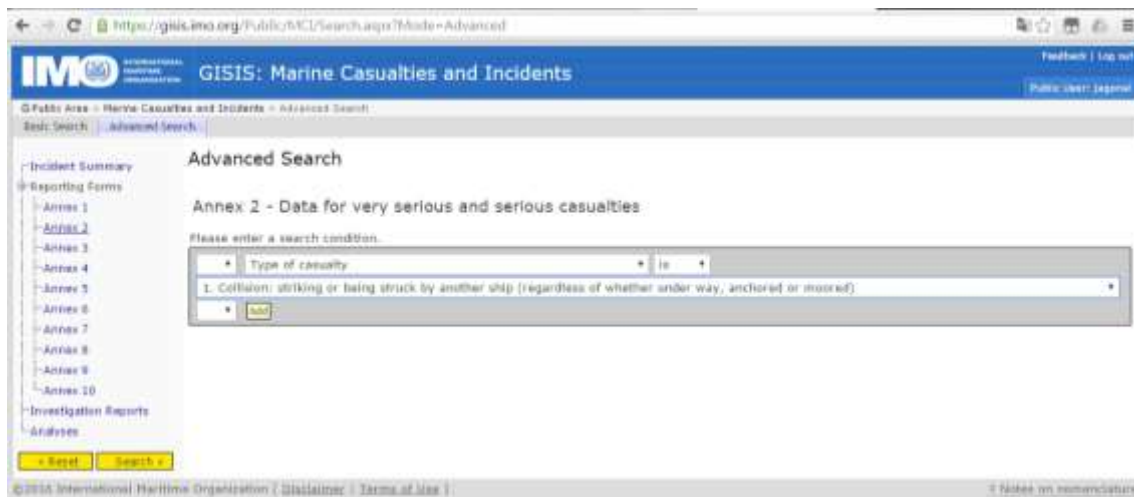 https://gisis.imo.org/Public/MCI/Search.aspx?Mode=Advanced
IMO INTERNATIONAL MARITIME ORGANIZATION
GISIS: Marine Casualties and Incidents
Feedback | Log out
Public User:
Public Area > Marine Casualties and Incidents > Advanced Search
Basic Search Advanced Search
Incident Summary
Reporting Forms
Annex 1
Annex 2
Annex 3
Annex 4
Annex 5
Annex 6
Annex 7
Annex 8
Annex 9
Annex 10
Investigation Reports
Analyses
« Reset Search »
Advanced Search
Annex 2 - Data for very serious and serious casualties
Please enter a search condition.
Type of casualty is
1. Collision: striking or being struck by another ship (regardless of whether under way, anchored or moored)
Add
©2016 International Maritime Organization [ Disclaimer | Terms of Use ]
Notes on nomenclature